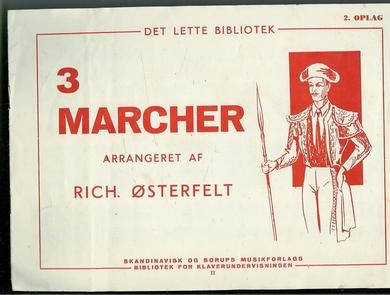 2. OPLAG
DET LETTE BIBLIOTEK
3
MARCHER
ARRANGERET AF
RICH. ØSTERFELT
SKANDINAVISK OG BORUPS MUSIKFORLAGS
BIBLIOTEK FOR KLAVERUNDERVISNINGEN
II